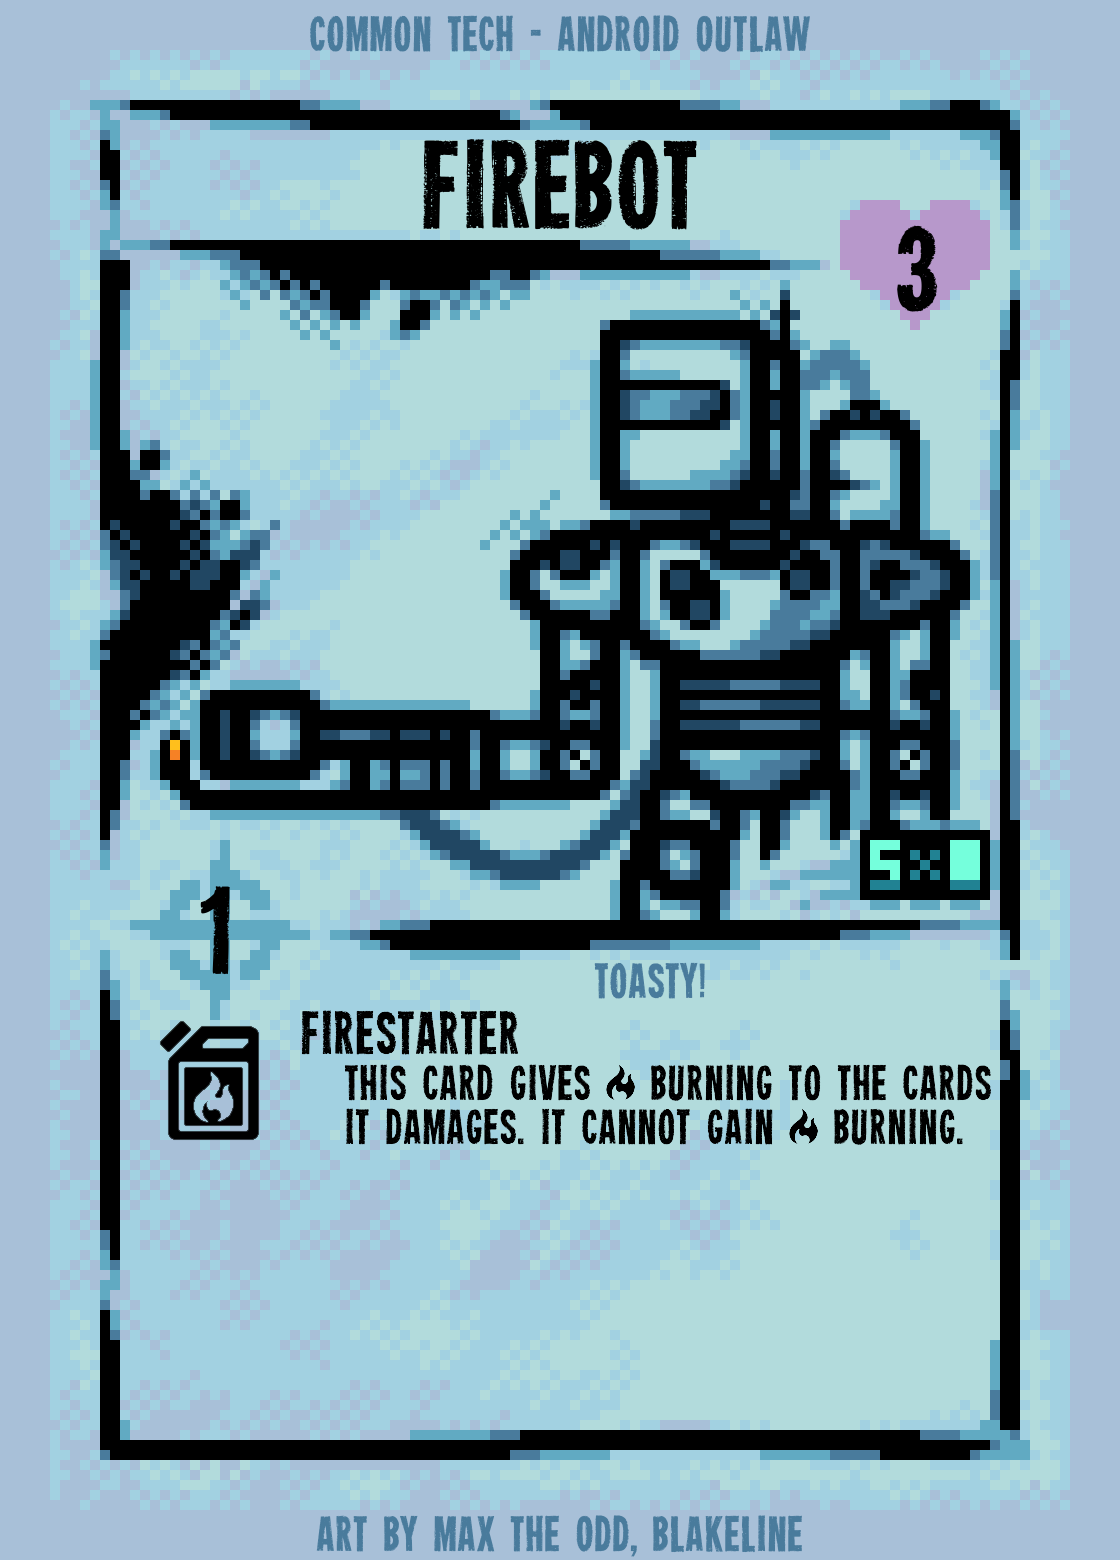 COMMON TECH - ANDROID OUTLAW
FIREBOT
3
5 x
1
TOASTY!
FIRESTARTER
THIS CARD GIVES BURNING TO THE CARDS
IT DAMAGES. IT CANNOT GAIN BURNING.
ART BY MAX THE ODD, BLAKELINE